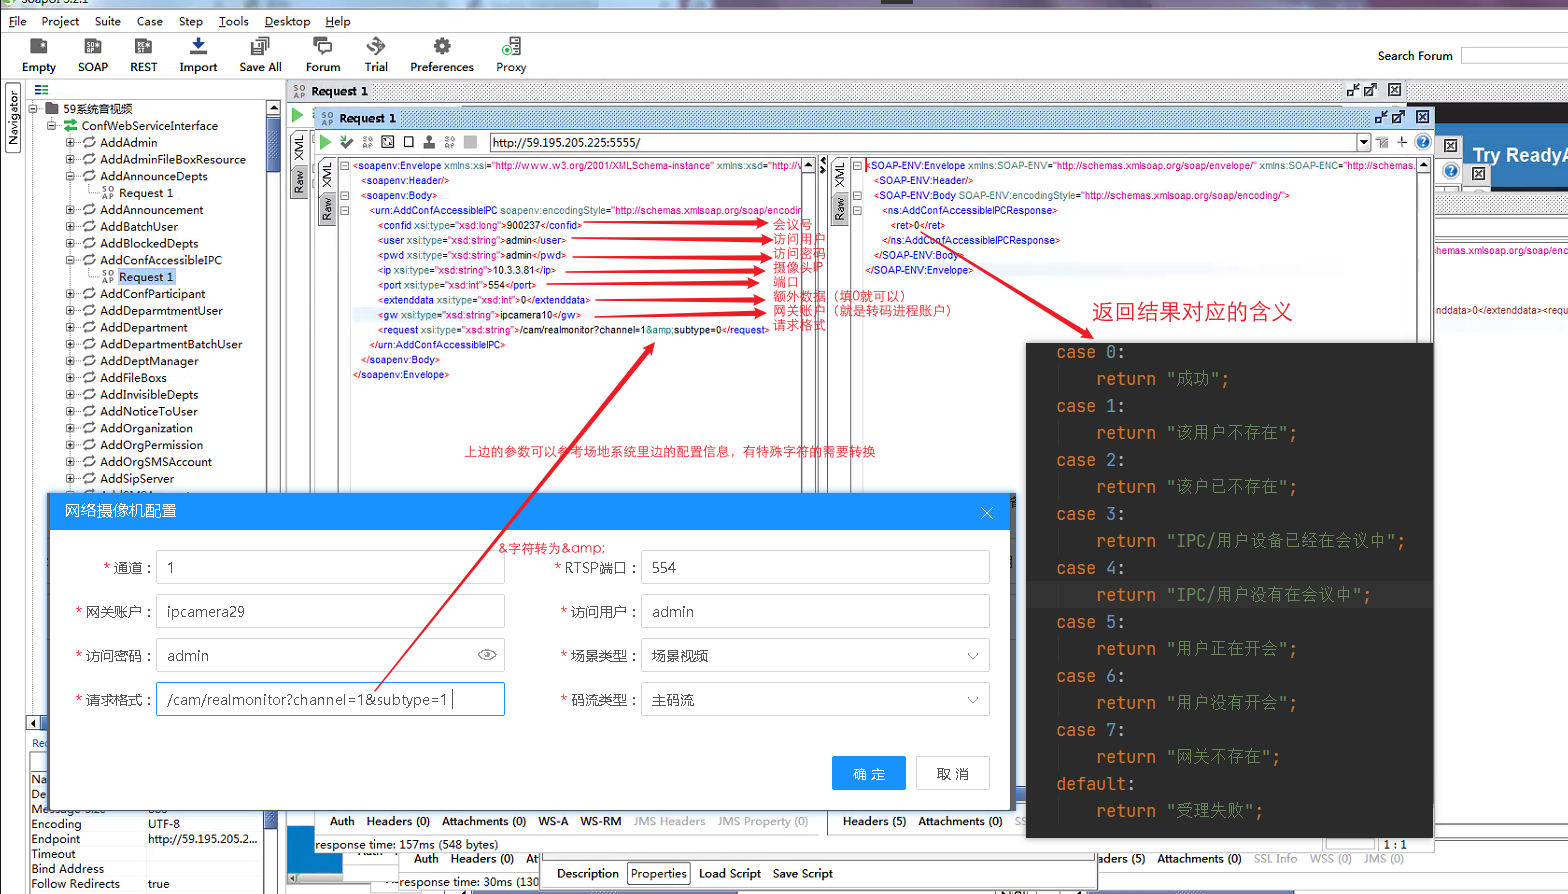 SoapUI 5.2.1
File Project Suite Case Step Tools Desktop Help
Empty SOAP REST Import Save All Forum Trial Preferences Proxy
Search Forum
Navigator
59系统音视频
ConfWebServiceInterface
AddAdmin
AddAdminFileBoxResource
AddAnnounceDepts
Request 1
AddAnnouncement
AddBatchUser
AddBlockedDepts
AddConfAccessibleIPC
Request 1
AddConfParticipant
AddDeparmtmentUser
AddDepartment
AddDepartmentBatchUser
AddDeptManager
AddFileBoxs
AddInvisibleDepts
AddNoticeToUser
AddOrganization
AddOrgPermission
AddOrgSMSAccount
AddSipServer
Request 1
Request 1
http://59.195.205.225:5555/
XML
Raw
XML
Raw
<soapenv:Envelope xmlns:xsi="http://www.w3.org/2001/XMLSchema-instance" xmlns:xsd="http://v
<soapenv:Header/>
<soapenv:Body>
<urn:AddConfAccessibleIPC soapenv:encodingStyle="http://schemas.xmlsoap.org/soap/encodin
<confid xsi:type="xsd:long">900237</confid>
<user xsi:type="xsd:string">admin</user>
<pwd xsi:type="xsd:string">admin</pwd>
<ip xsi:type="xsd:string">10.3.3.81</ip>
<port xsi:type="xsd:int">554</port>
<extenddata xsi:type="xsd:int">0</extenddata>
<gw xsi:type="xsd:string">ipcamera10</gw>
<request xsi:type="xsd:string">/cam/realmonitor?channel=1&amp;subtype=0</request>
</urn:AddConfAccessibleIPC>
</soapenv:Body>
</soapenv:Envelope>
会议号
访问用户
访问密码
摄像头IP
端口
额外数据（填0就可以）
网关账户（就是转码进程账户）
请求格式
XML
Raw
<SOAP-ENV:Envelope xmlns:SOAP-ENV="http://schemas.xmlsoap.org/soap/envelope/" xmlns:SOAP-ENC="http://schemas.
<SOAP-ENV:Header/>
<SOAP-ENV:Body SOAP-ENV:encodingStyle="http://schemas.xmlsoap.org/soap/encoding/">
<ns:AddConfAccessibleIPCResponse>
<ret>0</ret>
</ns:AddConfAccessibleIPCResponse>
</SOAP-ENV:Body>
</SOAP-ENV:Envelope>
Try ReadyA
hemas.xmlsoap.org/soap/enc
nddata>0</extenddata><requ
返回结果对应的含义
case 0:
return "成功";
case 1:
return "该用户不存在";
case 2:
return "该户已不存在";
case 3:
return "IPC/用户设备已经在会议中";
case 4:
return "IPC/用户没有在会议中";
case 5:
return "用户正在开会";
case 6:
return "用户没有开会";
case 7:
return "网关不存在";
default:
return "受理失败";
上边的参数可以参考场地系统里边的配置信息，有特殊字符的需要转换
网络摄像机配置
&字符转为&amp;
* 通道： 1
* RTSP端口： 554
* 网关账户： ipcamera29
* 访问用户： admin
* 访问密码： admin
* 场景类型： 场景视频
* 请求格式： /cam/realmonitor?channel=1&subtype=1
* 码流类型： 主码流
确 定 取 消
Encoding UTF-8
Endpoint http://59.195.205.2...
Timeout
Bind Address
Follow Redirects true
Auth Headers (0) Attachments (0) WS-A WS-RM JMS Headers JMS Property (0)
Headers (5) Attachments (0)
response time: 157ms (548 bytes)
1 : 1
Auth Headers (0) At
aders (5) Attachments (0) SSL Info WSS (0) JMS (0)
response time: 30ms (130
Description Properties Load Script Save Script